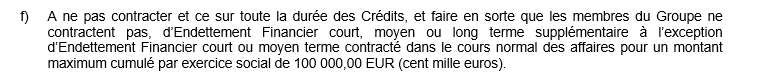 f) A ne pas contracter et ce sur toute la durée des Crédits, et faire en sorte que les membres du Groupe ne
contractent pas, d'Endettement Financier court, moyen ou long terme supplémentaire à l'exception
d'Endettement Financier court ou moyen terme contracté dans le cours normal des affaires pour un montant
maximum cumulé par exercice social de 100 000,00 EUR (cent mille euros).